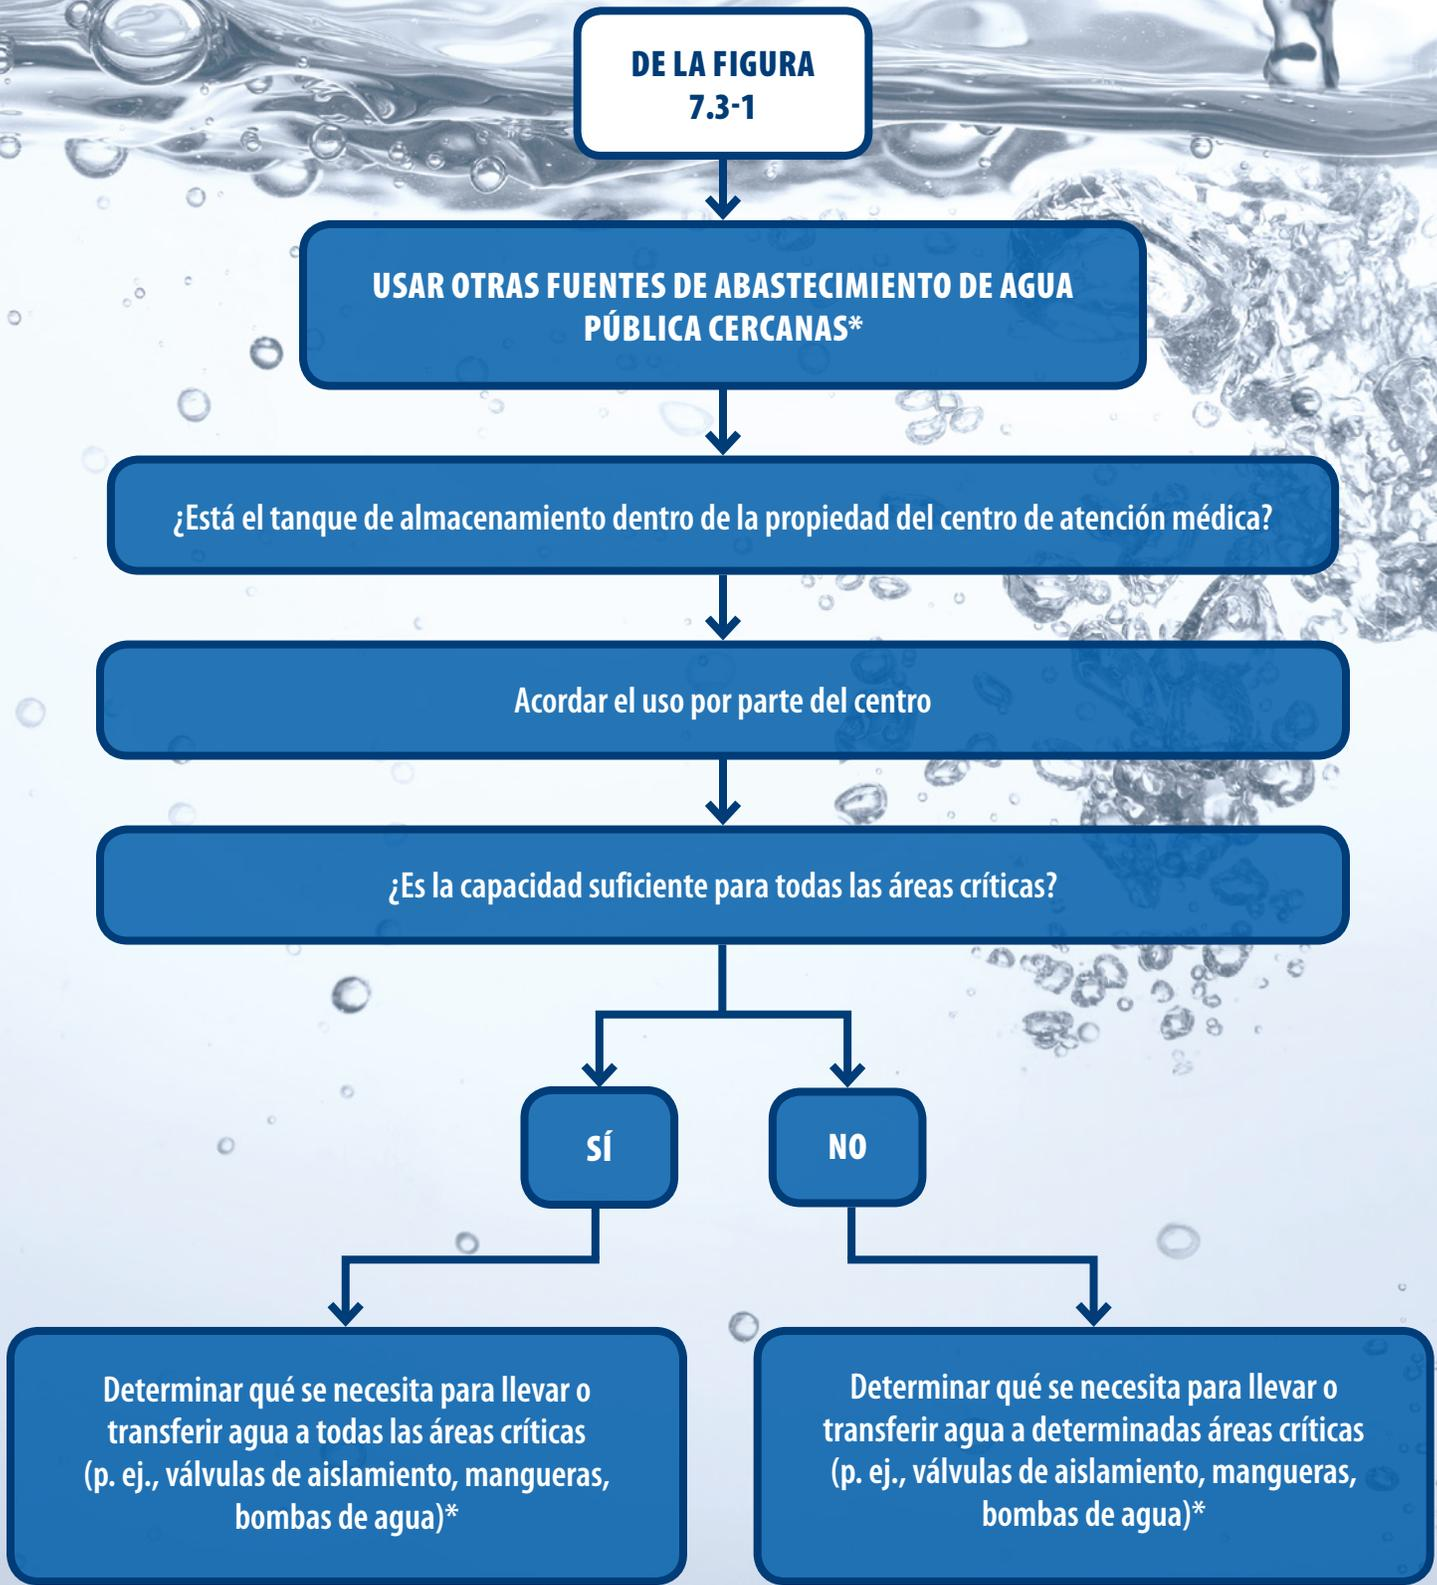 DE LA FIGURA
7.3-1
USAR OTRAS FUENTES DE ABASTECIMIENTO DE AGUA
PÚBLICA CERCANAS*
¿Está el tanque de almacenamiento dentro de la propiedad del centro de atención médica?
Acordar el uso por parte del centro
¿Es la capacidad suficiente para todas las áreas críticas?
SÍ
NO
Determinar qué se necesita para llevar o
transferir agua a todas las áreas críticas
(p. ej., válvulas de aislamiento, mangueras,
bombas de agua)*
Determinar qué se necesita para llevar o
transferir agua a determinadas áreas críticas
(p. ej., válvulas de aislamiento, mangueras,
bombas de agua)*